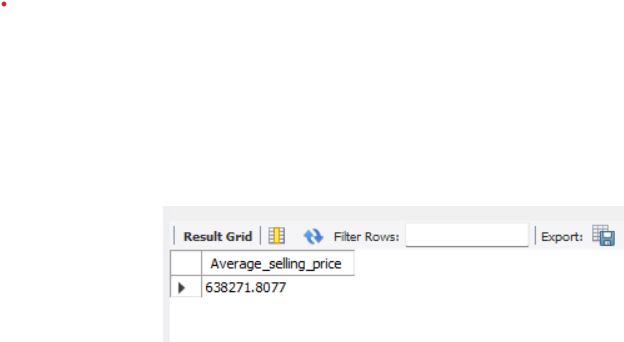 Result Grid Filter Rows: Export:
Average_selling_price
638271.8077